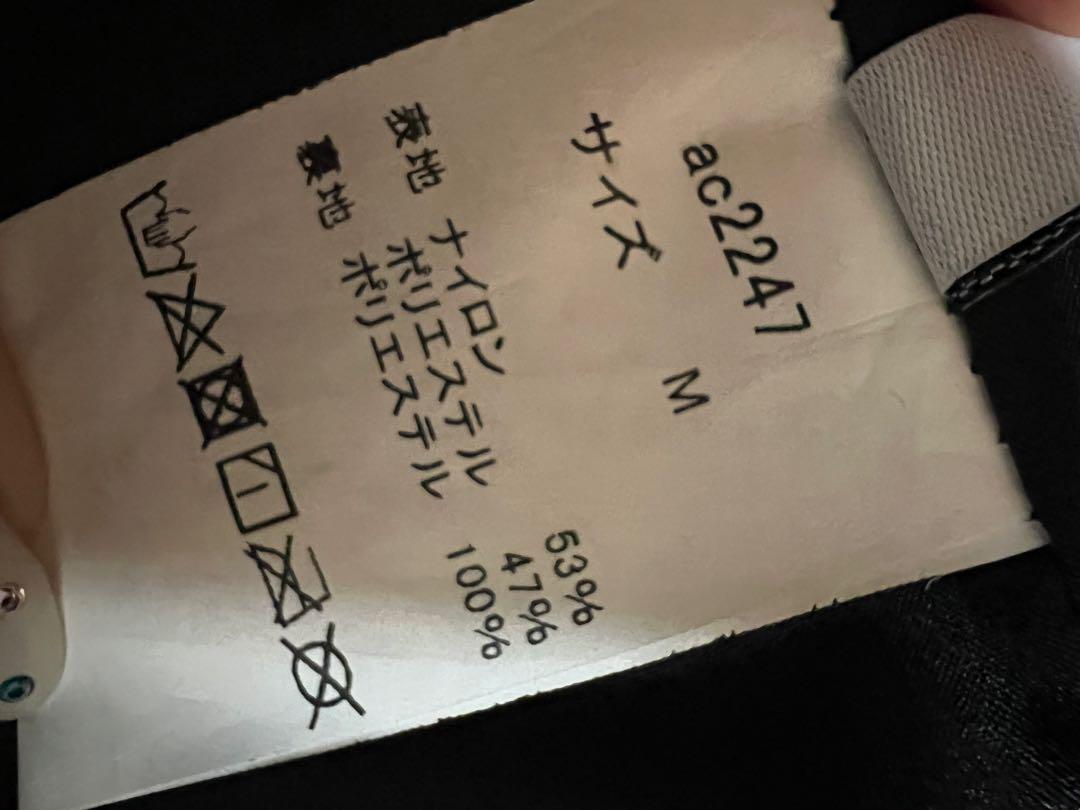 ac2247
サイズ M
表地 ナイロン 53%
ポリエステル 47%
裏地 ポリエステル 100%